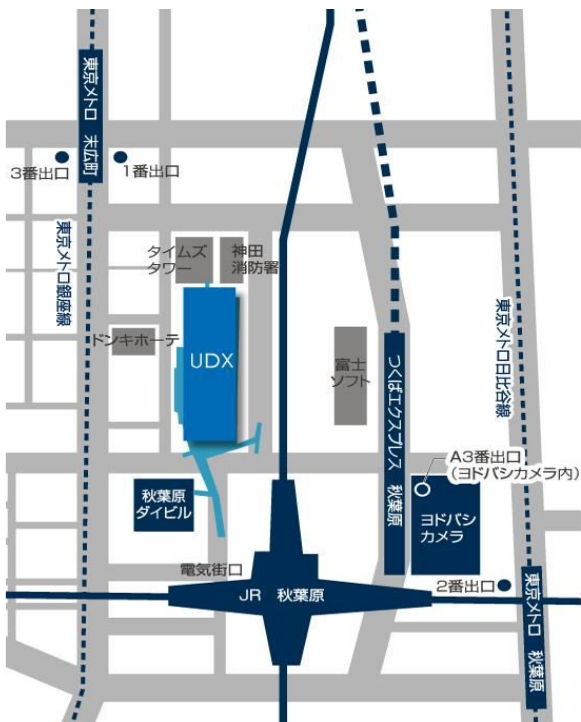 東京メトロ 末広町
3番出口
1番出口
東京メトロ銀座線
タイムズ
タワー
神田
消防署
ドンキホーテ
UDX
富士
ソフト
つくばエクスプレス 秋葉原
東京メトロ日比谷線
A3番出口
(ヨドバシカメラ内)
秋葉原
ダイビル
ヨドバシ
カメラ
電気街口
JR 秋葉原
2番出口
東京メトロ 秋葉原